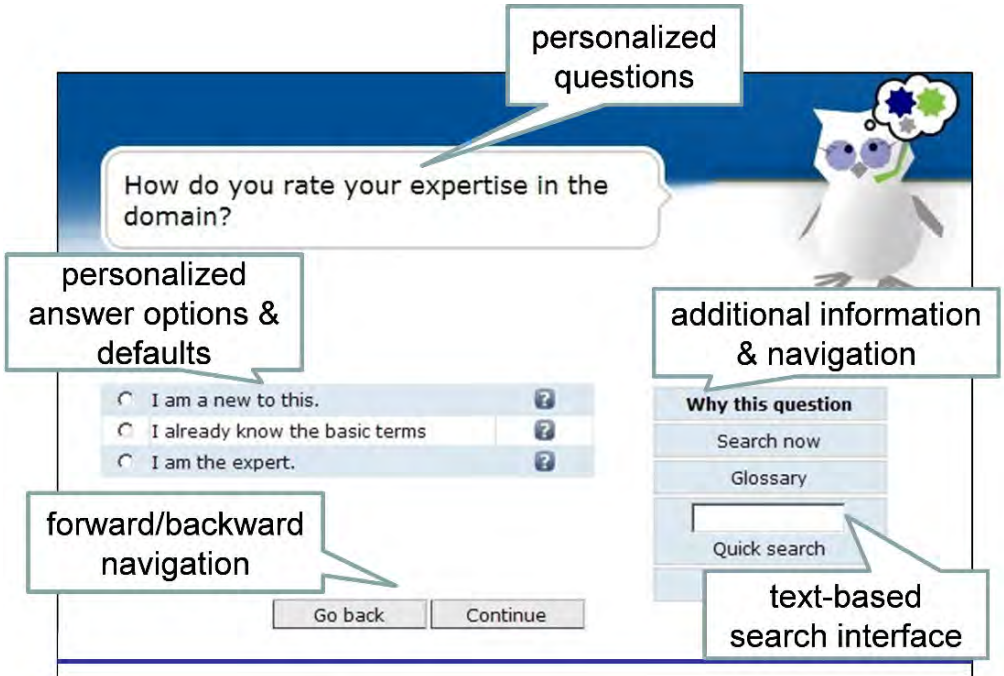 personalized
questions
How do you rate your expertise in the
domain?
personalized
answer options &
defaults
additional information
& navigation
I am a new to this.
I already know the basic terms
I am the expert.
Why this question
Search now
Glossary
Quick search
forward/backward
navigation
text-based
search interface
Go back
Continue